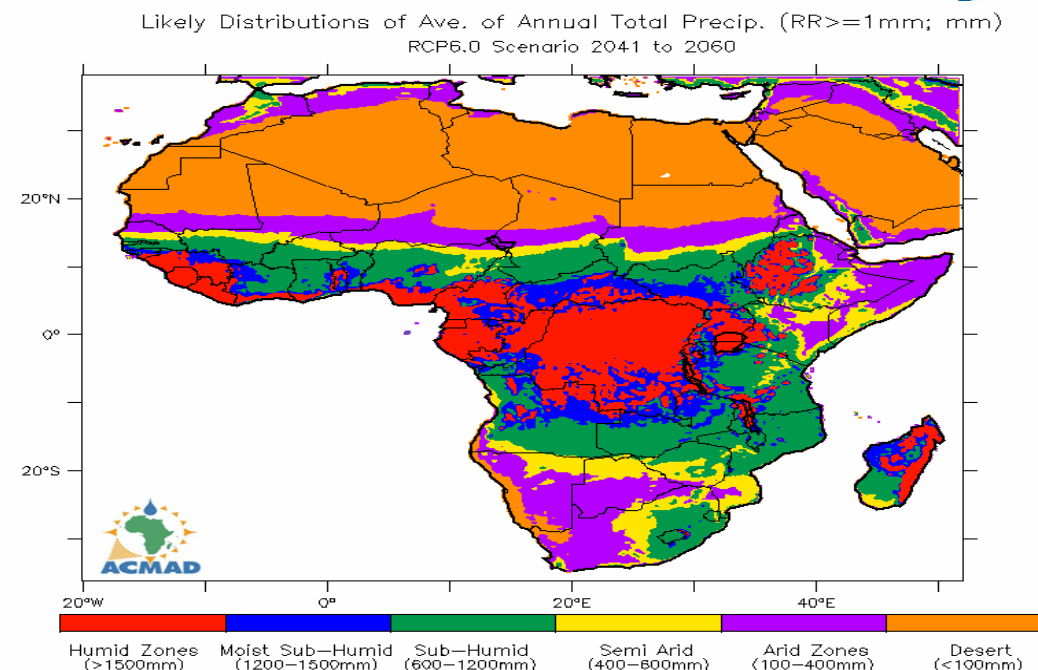 Likely Distributions of Ave. of Annual Total Precip. (RR>=1mm; mm)
RCP6.0 Scenario 2041 to 2060
20°N
0°
20°S
ACMAD
20°W 0° 20°E 40°E
Humid Zones Moist Sub-Humid Sub-Humid Semi Arid Arid Zones Desert
(>1500mm) (1200-1500mm) (600-1200mm) (400-600mm) (100-400mm) (<100mm)